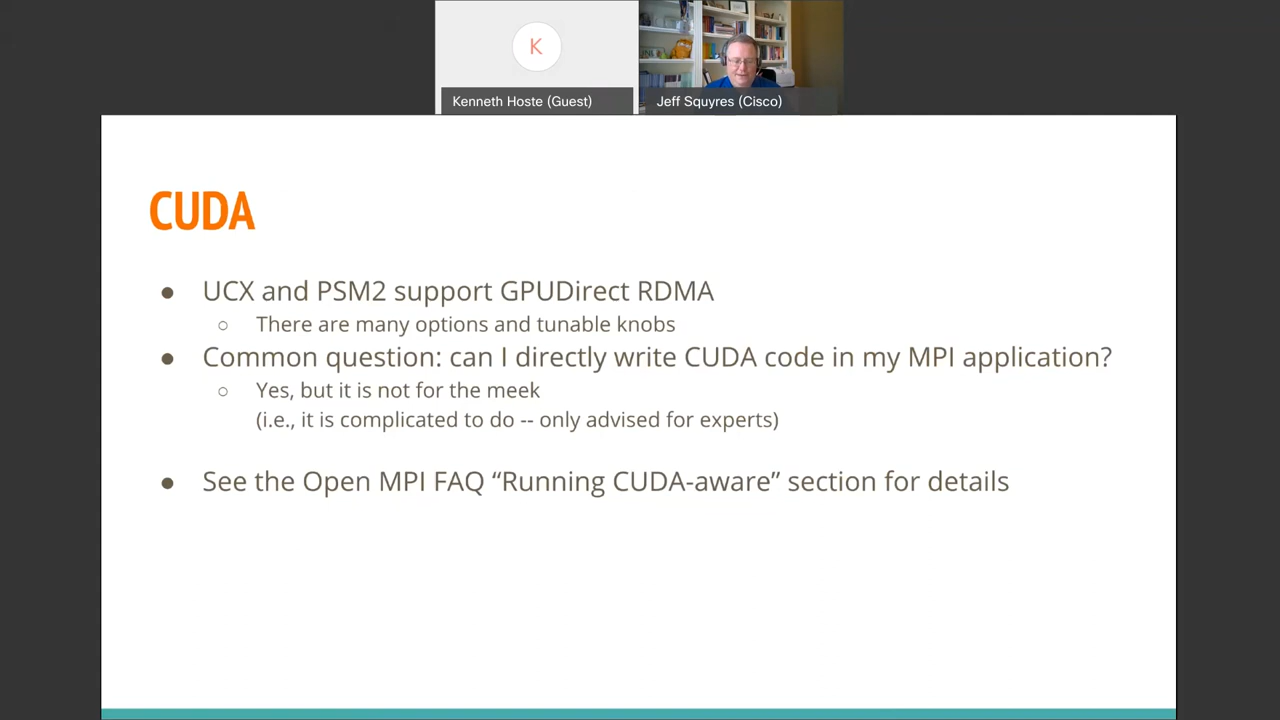 K
Kenneth Hoste (Guest)
Jeff Squyres (Cisco)
CUDA
● UCX and PSM2 support GPUDirect RDMA
○ There are many options and tunable knobs
● Common question: can I directly write CUDA code in my MPI application?
○ Yes, but it is not for the meek
(i.e., it is complicated to do -- only advised for experts)
● See the Open MPI FAQ “Running CUDA-aware” section for details